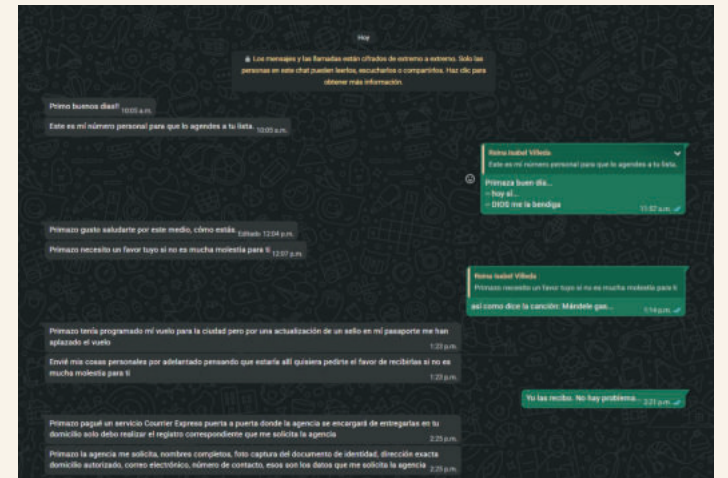 Hoy
Los mensajes y las llamadas están cifrados de extremo a extremo. Solo las
personas en este chat pueden leerlos, escucharlos o compartirlos. Haz clic para
obtener más información.
Primo buenos dias!! 10:05 a.m.
Este es mí número personal para que lo agendes a tu lista. 10:05 a.m.
Reina Isabel Villeda
Este es mí número personal para que lo agendes a tu lista.
Primaza buen día...
-- hoy si...
-- DIOS me la bendiga
11:52 a.m.
Primazo gusto saludarte por este medio, cómo estás. Editado 12:04 p.m.
Primazo necesito un favor tuyo si no es mucha molestia para ti 12:07 p.m.
Reina Isabel Villeda
Primazo necesito un favor tuyo si no es mucha molestia para ti
así como dice la canción: Mándele gas... 1:14 p.m.
Primazo tenía programado mí vuelo para la ciudad pero por una actualización de un sello en mí pasaporte me han
aplazado el vuelo 1:23 p.m.
Envié mis cosas personales por adelantado pensando que estaría allí quisiera pedirte el favor de recibirlas si no es
mucha molestia para ti 1:23 p.m.
Yo las recibo. No hay problema... 2:21 p.m.
Primazo pagué un servicio Courrier Express puerta a puerta donde la agencia se encargará de entregarlas en tu
domicilio solo debo realizar el registro correspondiente que me solicita la agencia 2:25 p.m.
Primazo la agencia me solicita, nombres completos, foto captura del documento de identidad, dirección exacta
domicilio autorizado, correo electrónico, número de contacto, esos son los datos que me solicita la agencia 2:25 p.m.